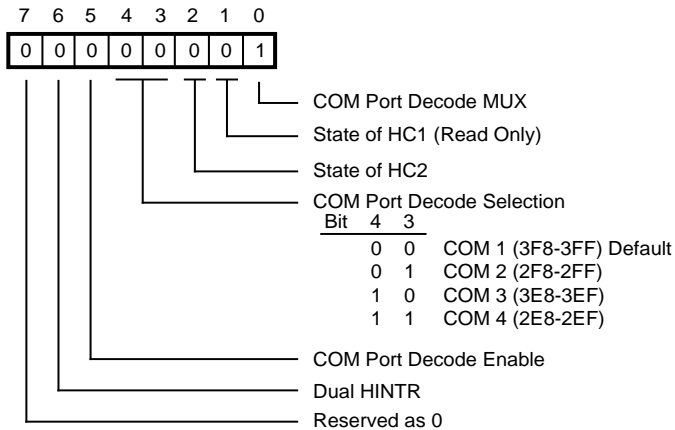 7 6 5 4 3 2 1 0
0 0 0 0 0 0 0 1
COM Port Decode MUX
State of HC1 (Read Only)
State of HC2
COM Port Decode Selection
Bit 4 3
0 0 COM 1 (3F8-3FF) Default
0 1 COM 2 (2F8-2FF)
1 0 COM 3 (3E8-3EF)
1 1 COM 4 (2E8-2EF)
COM Port Decode Enable
Dual HINTR
Reserved as 0